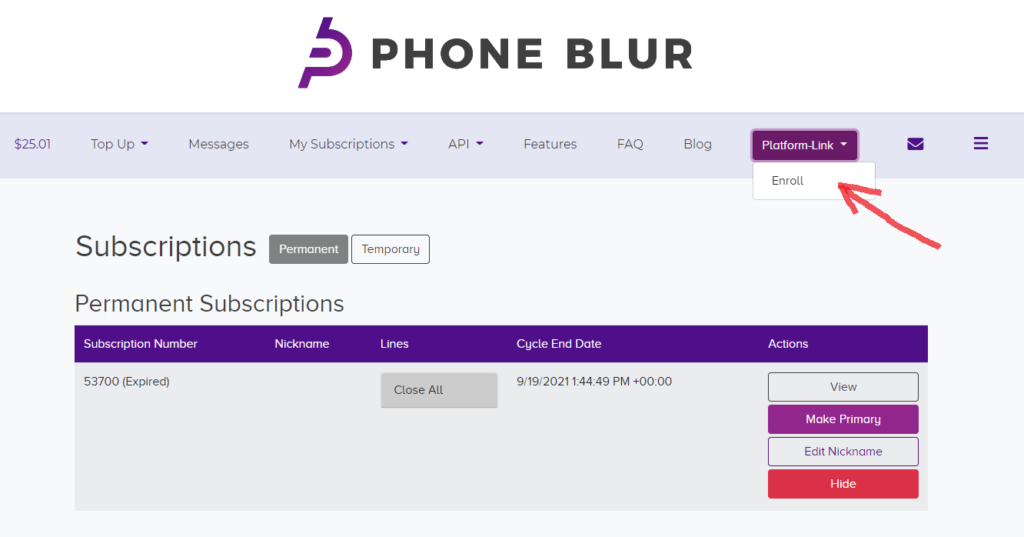 PHONE BLUR
$25.01 Top Up Messages My Subscriptions API Features FAQ Blog Platform-Link
Enroll
Subscriptions Permanent Temporary
Permanent Subscriptions
Subscription Number Nickname Lines Cycle End Date Actions
53700 (Expired) Close All 9/19/2021 1:44:49 PM +00:00 View
Make Primary
Edit Nickname
Hide